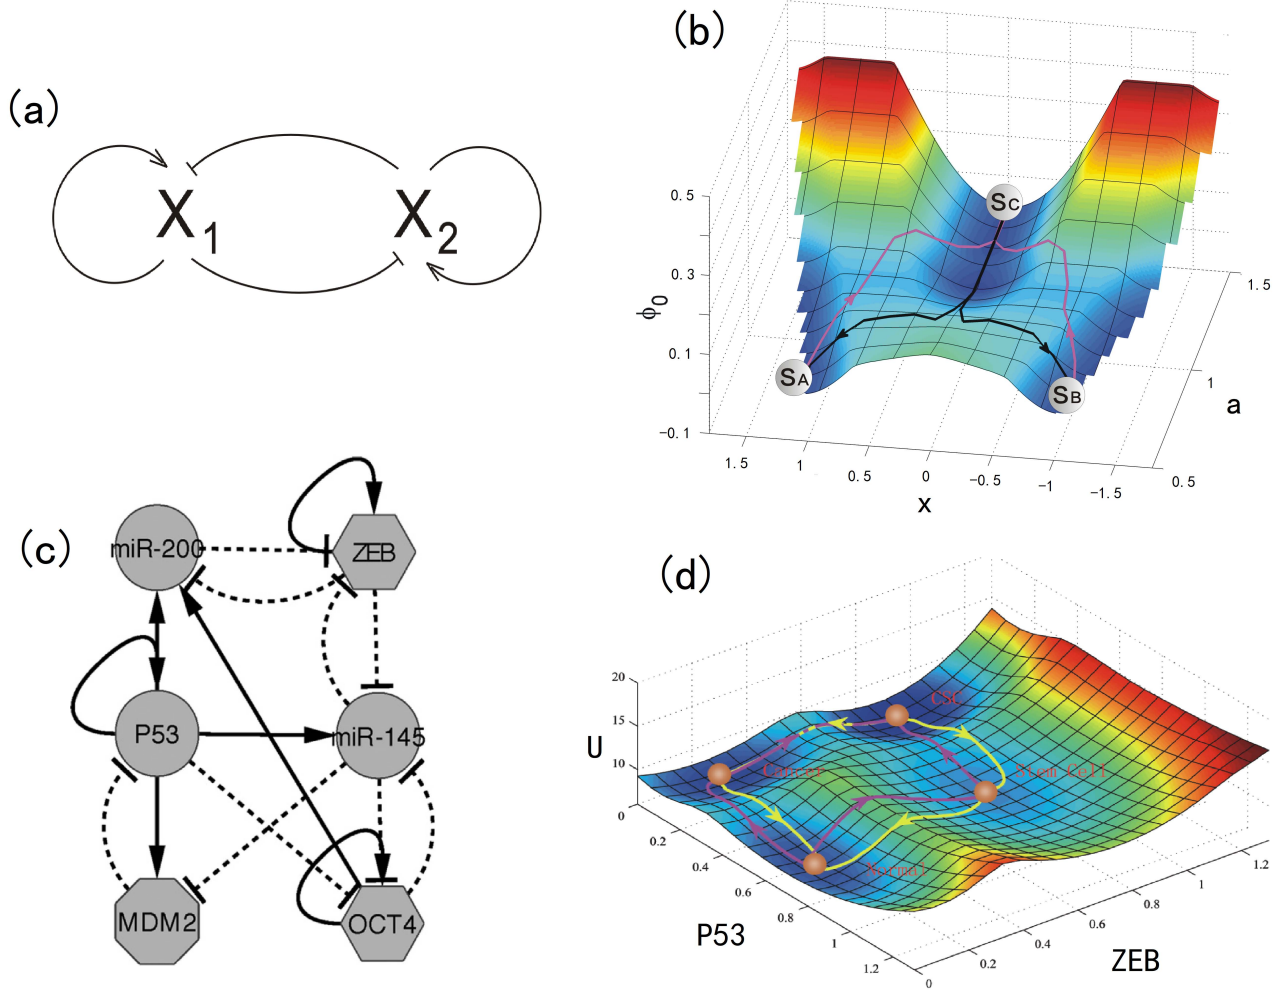 (a)
X1
X2
(b)
0.5
0.3
0.1
-0.1
ϕ0
SC
SA
SB
1.5
1
0.5
0
-0.5
-1
-1.5
x
0.5
1
1.5
a
(c)
miR-200
ZEB
P53
miR-145
MDM2
OCT4
(d)
20
15
10
5
U
CSC
Cancer
Stem Cell
Normal
0
0.2
0.4
0.6
0.8
1
1.2
P53
0
0.2
0.4
0.6
0.8
1
1.2
ZEB